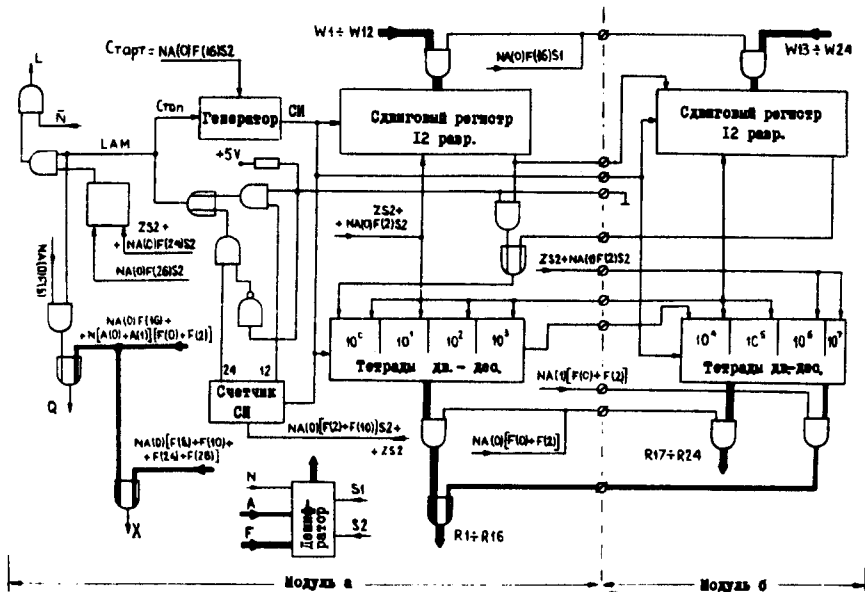 L
N̄
Старт = NA(0)F(16)S2
Стоп
Генератор
СИ
LAM
+5V
ZS2+
+NA(0)F(24)S2
NA(0)F(26)S2
NA(0)F(16)+
+N[A(0)+A(1)][F(0)+F(2)]
Q
NA(0)[F(8)+F(10)+
+F(24)+F(26)]
X
24
12
Счетчик
СИ
NA(0)[F(2)+F(10)]S2+
+ZS2
N
A
F
Дешифратор
S1
S2
W1÷W12
NA(0)F(16)S1
W13÷W24
Сдвиговый регистр
12 разр.
Сдвиговый регистр
12 разр.
ZS2+
+NA(0)F(2)S2
ZS2+NA(1)F(2)S2
10⁰
10¹
10²
10³
Тетрады дв.-дес.
10⁴
10⁵
10⁶
10⁷
Тетрады дв-дес.
NA(1)[F(0)+F(2)]
NA(0)[F(0)+F(2)]
R17÷R24
R1÷R16
Модуль а
Модуль б